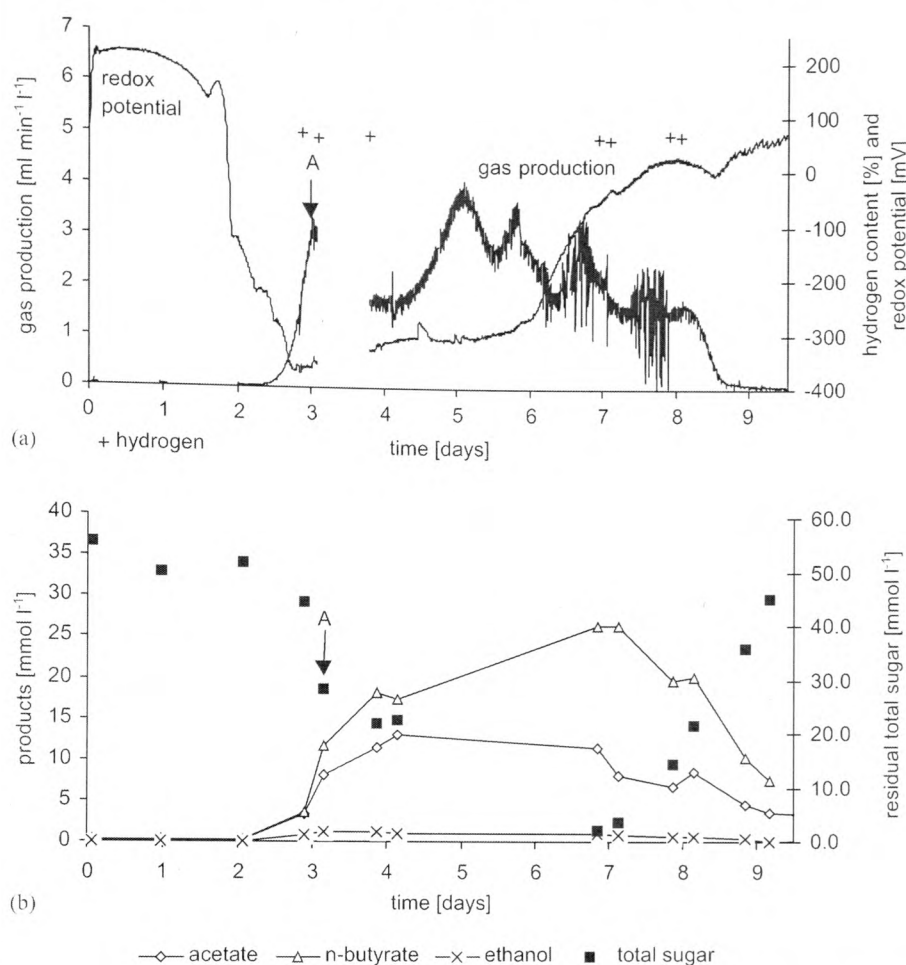 7
6
5
4
3
2
1
0
gas production [ml min⁻¹ l⁻¹]
redox
potential
A
gas production
200
100
0
-100
-200
-300
-400
hydrogen content [%] and
redox potential [mV]
0 1 2 3 4 5 6 7 8 9
(a)
+ hydrogen
time [days]
40
35
30
25
20
15
10
5
0
products [mmol l⁻¹]
A
60.0
50.0
40.0
30.0
20.0
10.0
0.0
residual total sugar [mmol l⁻¹]
0 1 2 3 4 5 6 7 8 9
(b)
time [days]
acetate n-butyrate ethanol total sugar